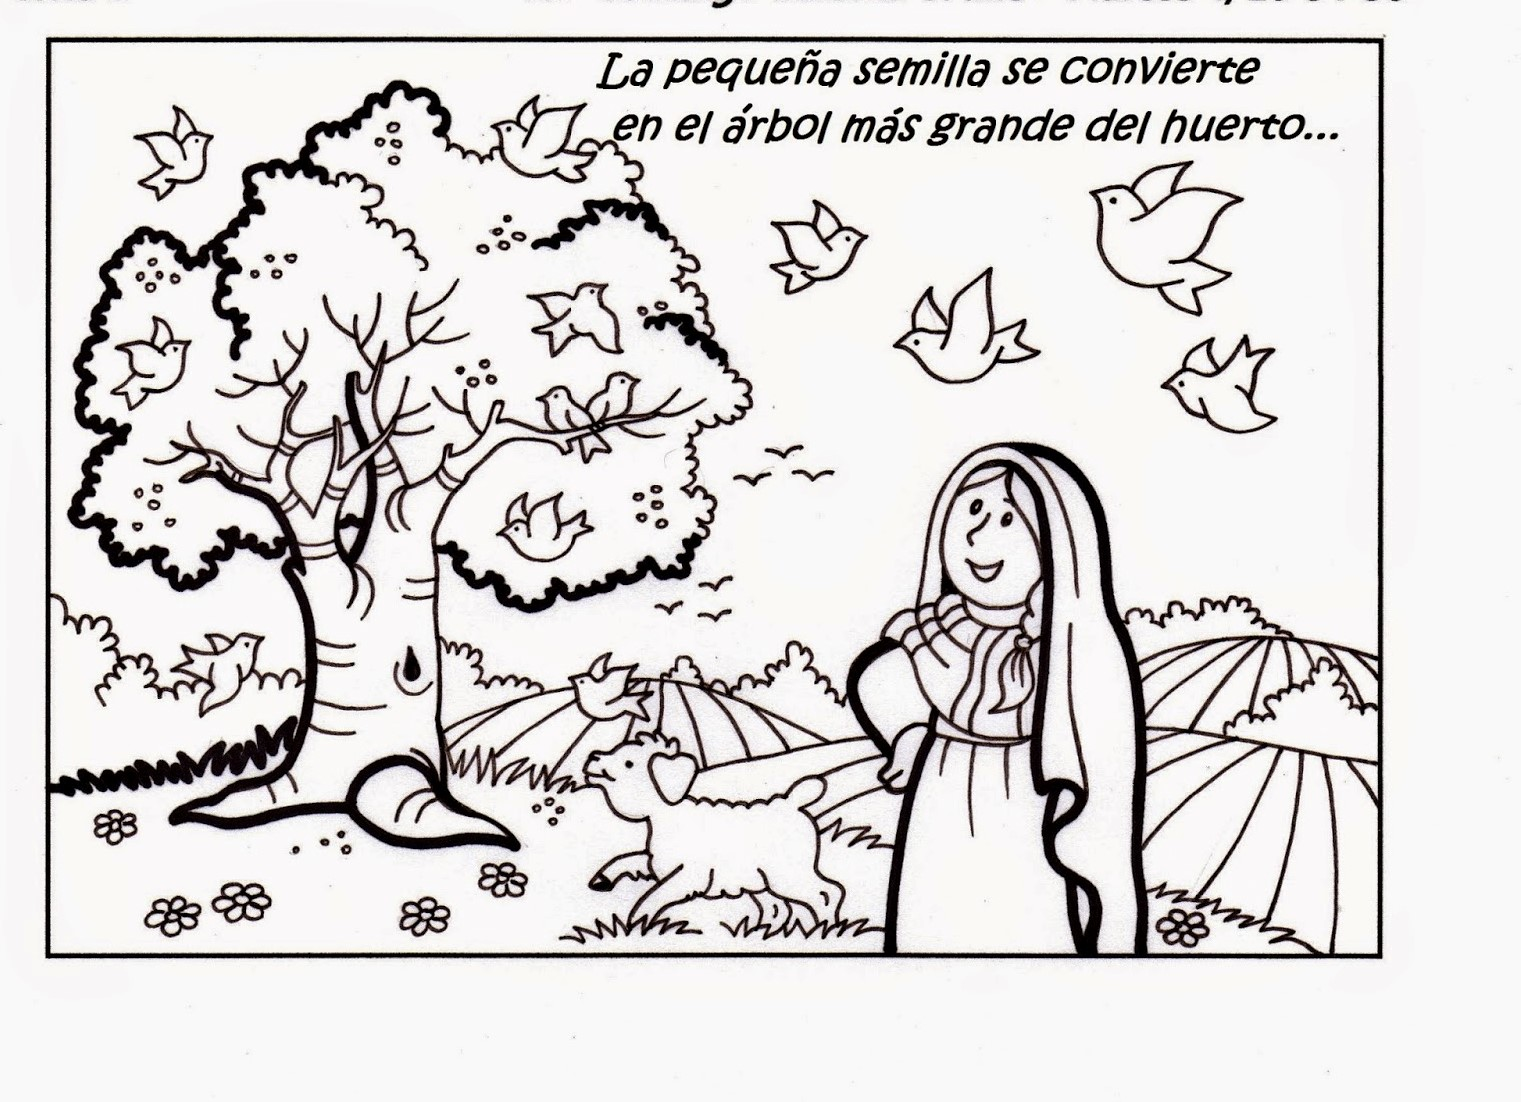 La pequeña semilla se convierte
en el árbol más grande del huerto...